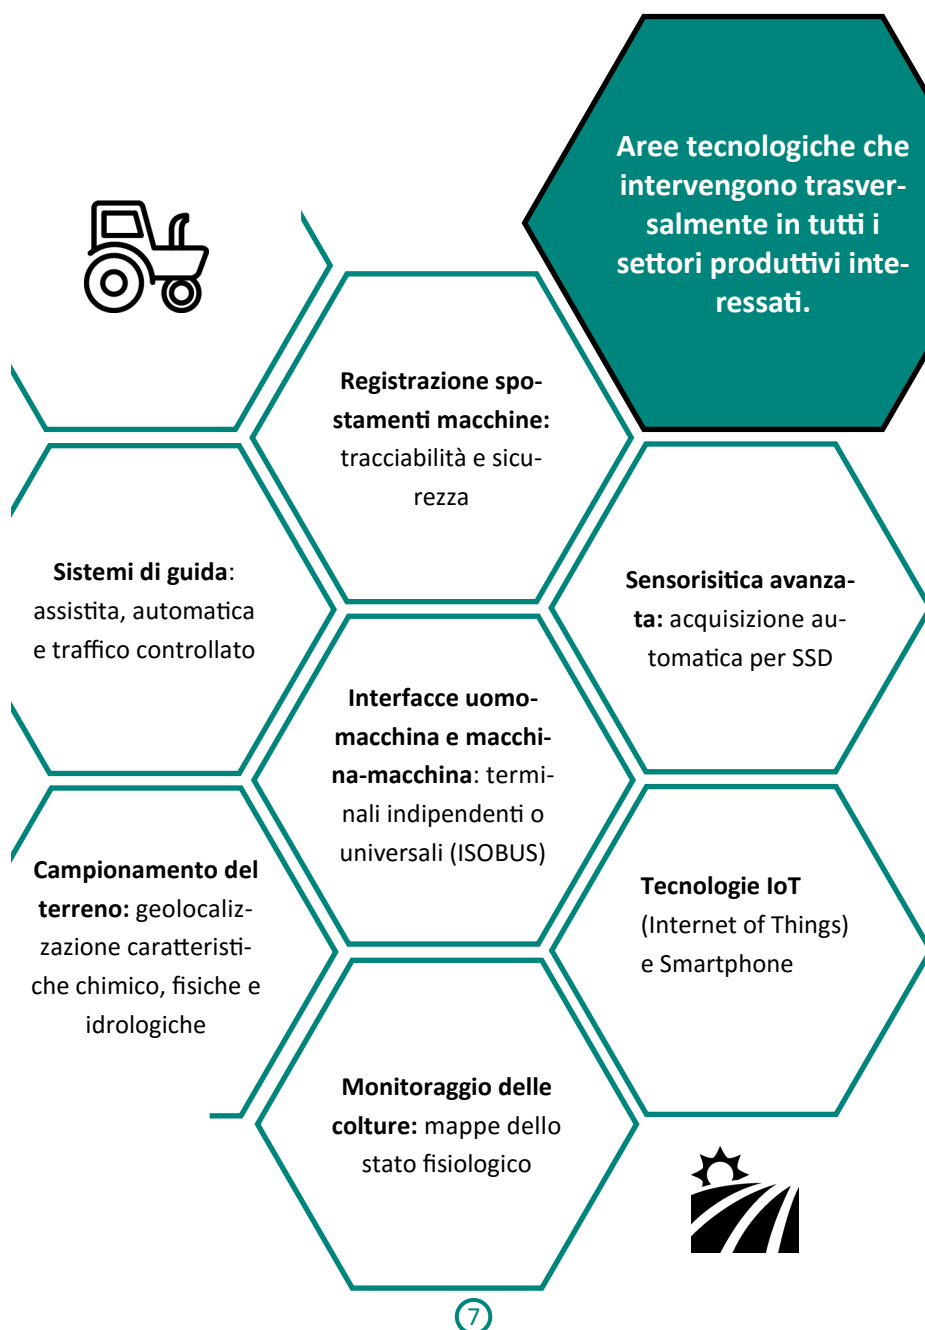 Aree tecnologiche che
intervengono trasver-
salmente in tutti i
settori produttivi inte-
ressati.
Registrazione spo-
stamenti macchine:
tracciabilità e sicu-
rezza
Sistemi di guida:
assistita, automatica
e traffico controllato
Sensorisitica avanza-
ta: acquisizione au-
tomatica per SSD
Interfacce uomo-
macchina e macchi-
na-macchina: termi-
nali indipendenti o
universali (ISOBUS)
Campionamento del
terreno: geolocaliz-
zazione caratteristi-
che chimico, fisiche e
idrologiche
Tecnologie IoT
(Internet of Things)
e Smartphone
Monitoraggio delle
colture: mappe dello
stato fisiologico
7